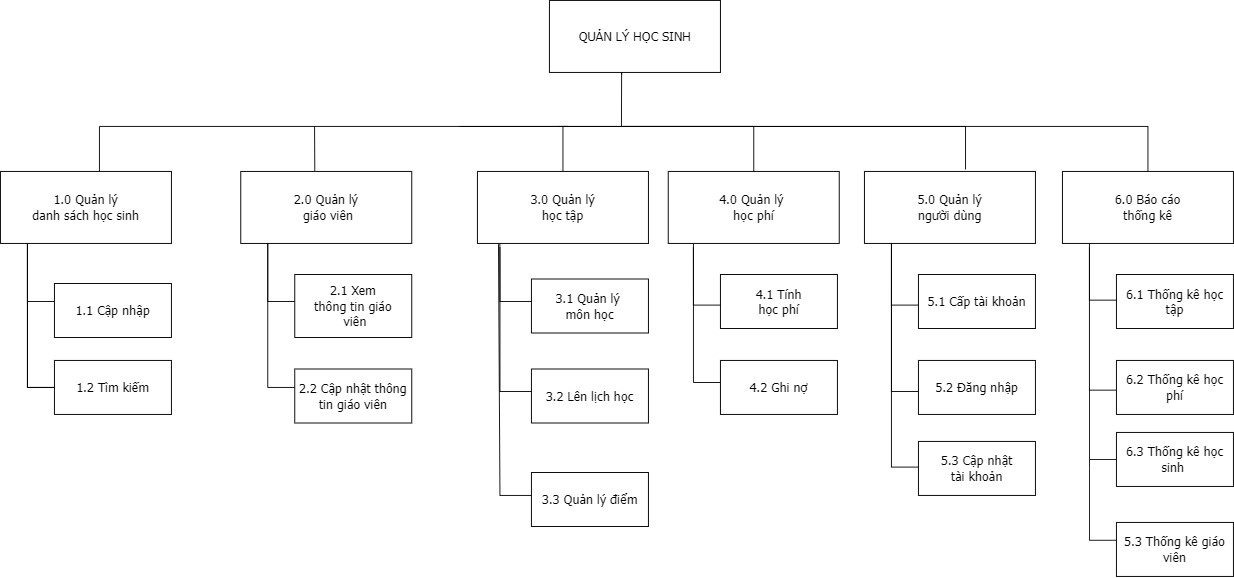 QUẢN LÝ HỌC SINH
1.0 Quản lý
danh sách học sinh
2.0 Quản lý
giáo viên
3.0 Quản lý
học tập
4.0 Quản lý
học phí
5.0 Quản lý
người dùng
6.0 Báo cáo
thống kê
1.1 Cập nhập
1.2 Tìm kiếm
2.1 Xem
thông tin giáo
viên
2.2 Cập nhật thông
tin giáo viên
3.1 Quản lý
môn học
3.2 Lên lịch học
3.3 Quản lý điểm
4.1 Tính
học phí
4.2 Ghi nợ
5.1 Cấp tài khoản
5.2 Đăng nhập
5.3 Cập nhật
tài khoản
6.1 Thống kê học
tập
6.2 Thống kê học
phí
6.3 Thống kê học
sinh
5.3 Thống kê giáo
viên